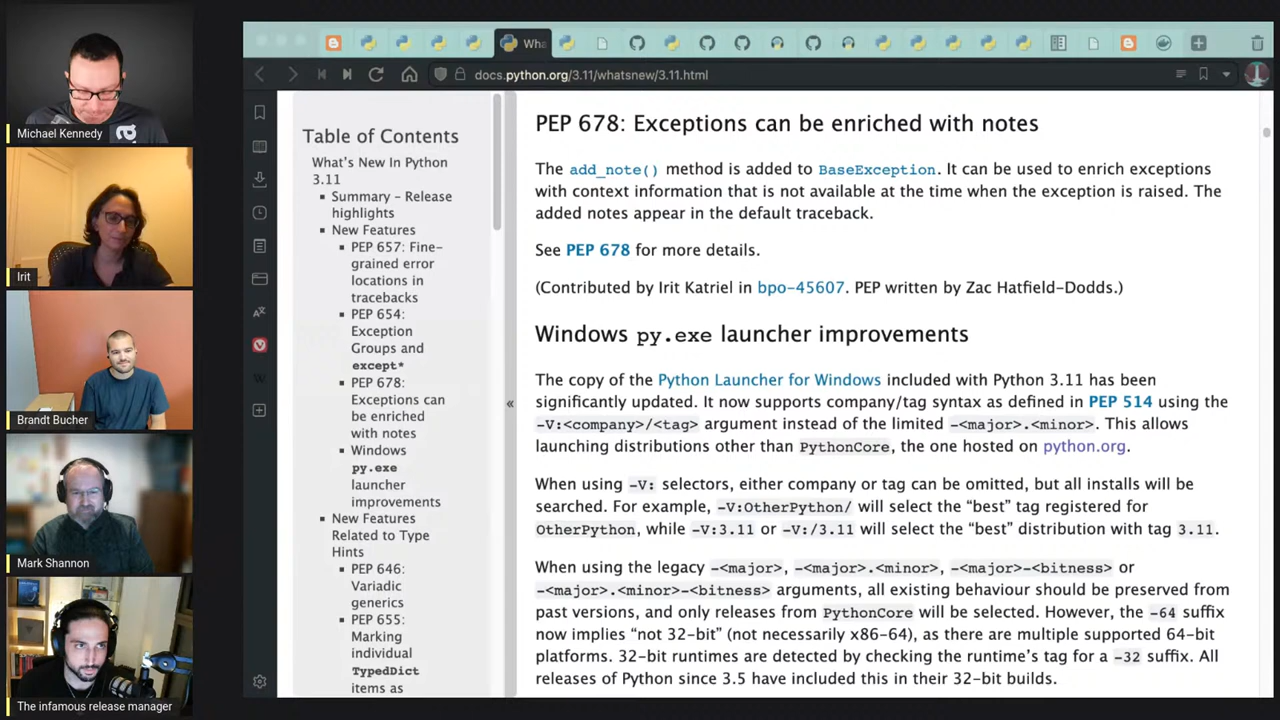 Michael Kennedy
Irit
Brandt Bucher
Mark Shannon
The infamous release manager
Wha
docs.python.org/3.11/whatsnew/3.11.html
Table of Contents
What's New In Python
3.11
Summary – Release
highlights
New Features
PEP 657: Fine-
grained error
locations in
tracebacks
PEP 654:
Exception
Groups and
except*
PEP 678:
Exceptions can
be enriched
with notes
Windows
py.exe
launcher
improvements
New Features
Related to Type
Hints
PEP 646:
Variadic
generics
PEP 655:
Marking
individual
TypedDict
items as
«
PEP 678: Exceptions can be enriched with notes
The add_note() method is added to BaseException. It can be used to enrich exceptions
with context information that is not available at the time when the exception is raised. The
added notes appear in the default traceback.
See PEP 678 for more details.
(Contributed by Irit Katriel in bpo-45607. PEP written by Zac Hatfield-Dodds.)
Windows py.exe launcher improvements
The copy of the Python Launcher for Windows included with Python 3.11 has been
significantly updated. It now supports company/tag syntax as defined in PEP 514 using the
-V:<company>/<tag> argument instead of the limited -<major>.<minor>. This allows
launching distributions other than PythonCore, the one hosted on python.org.
When using -V: selectors, either company or tag can be omitted, but all installs will be
searched. For example, -V:OtherPython/ will select the “best” tag registered for
OtherPython, while -V:3.11 or -V:/3.11 will select the “best” distribution with tag 3.11.
When using the legacy -<major>, -<major>.<minor>, -<major>-<bitness> or
-<major>.<minor>-<bitness> arguments, all existing behaviour should be preserved from
past versions, and only releases from PythonCore will be selected. However, the -64 suffix
now implies “not 32-bit” (not necessarily x86-64), as there are multiple supported 64-bit
platforms. 32-bit runtimes are detected by checking the runtime's tag for a -32 suffix. All
releases of Python since 3.5 have included this in their 32-bit builds.